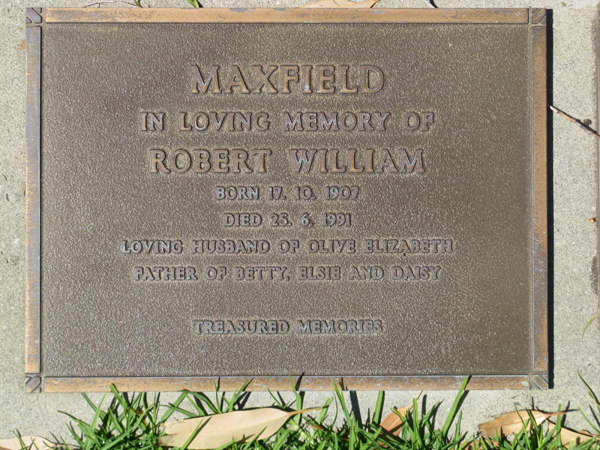 MAXFIELD
IN LOVING MEMORY OF
ROBERT WILLIAM
BORN 17. 10. 1907
DIED 25. 6. 1991
LOVING HUSBAND OF OLIVE ELIZABETH
FATHER OF BETTY, ELSIE AND DAISY
TREASURED MEMORIES